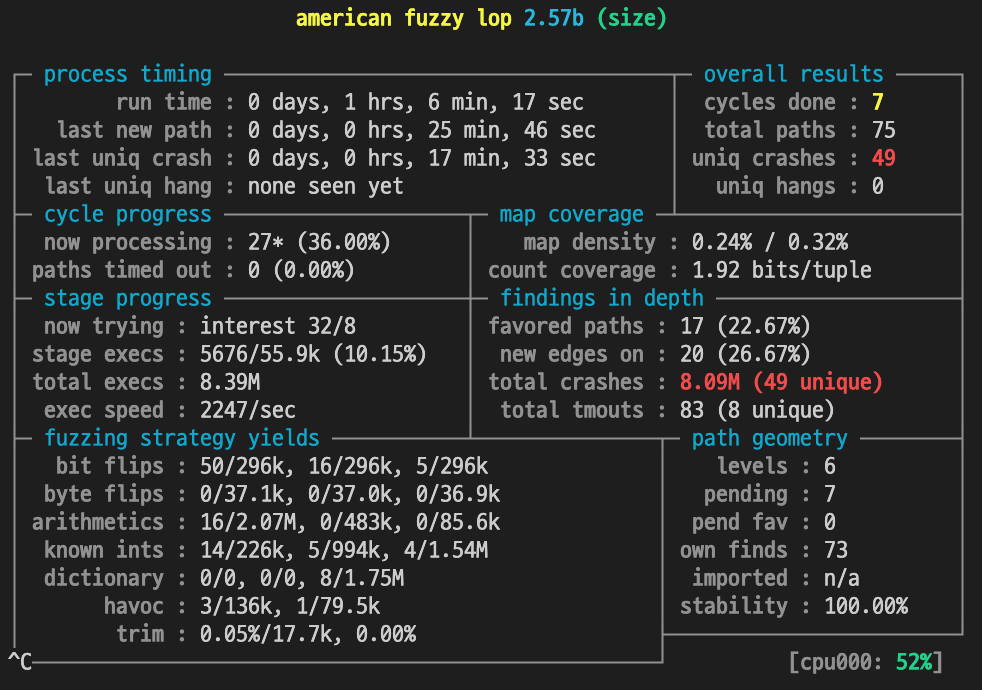 american fuzzy lop 2.57b (size)
process timing
run time : 0 days, 1 hrs, 6 min, 17 sec
last new path : 0 days, 0 hrs, 25 min, 46 sec
last uniq crash : 0 days, 0 hrs, 17 min, 33 sec
last uniq hang : none seen yet
overall results
cycles done : 7
total paths : 75
uniq crashes : 49
uniq hangs : 0
cycle progress
now processing : 27* (36.00%)
paths timed out : 0 (0.00%)
map coverage
map density : 0.24% / 0.32%
count coverage : 1.92 bits/tuple
stage progress
now trying : interest 32/8
stage execs : 5676/55.9k (10.15%)
total execs : 8.39M
exec speed : 2247/sec
findings in depth
favored paths : 17 (22.67%)
new edges on : 20 (26.67%)
total crashes : 8.09M (49 unique)
total tmouts : 83 (8 unique)
fuzzing strategy yields
bit flips : 50/296k, 16/296k, 5/296k
byte flips : 0/37.1k, 0/37.0k, 0/36.9k
arithmetics : 16/2.07M, 0/483k, 0/85.6k
known ints : 14/226k, 5/994k, 4/1.54M
dictionary : 0/0, 0/0, 8/1.75M
havoc : 3/136k, 1/79.5k
trim : 0.05%/17.7k, 0.00%
path geometry
levels : 6
pending : 7
pend fav : 0
own finds : 73
imported : n/a
stability : 100.00%
^C
[cpu000: 52%]